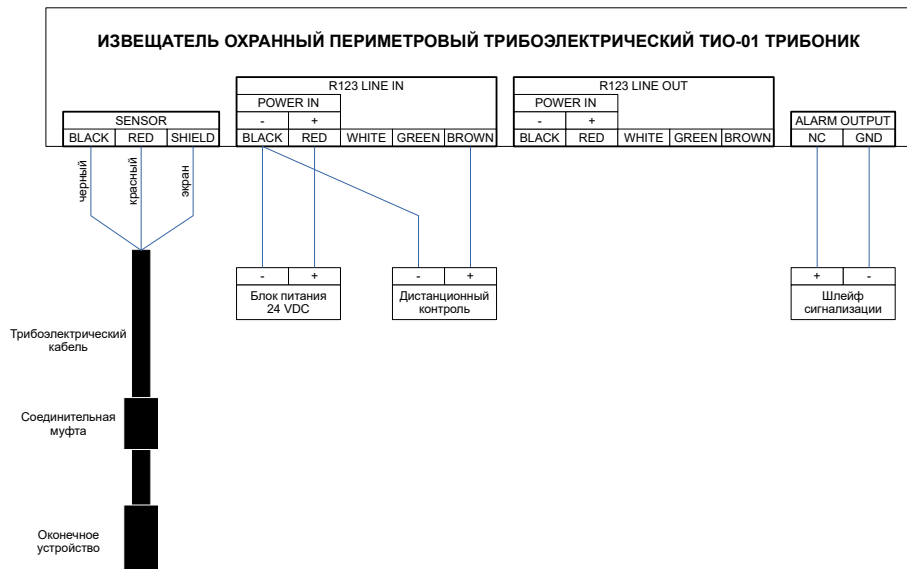 ИЗВЕЩАТЕЛЬ ОХРАННЫЙ ПЕРИМЕТРОВЫЙ ТРИБОЭЛЕКТРИЧЕСКИЙ ТИО-01 ТРИБОНИК
R123 LINE IN
R123 LINE OUT
POWER IN
POWER IN
SENSOR
- +
- +
ALARM OUTPUT
BLACK RED SHIELD
BLACK RED WHITE GREEN BROWN
BLACK RED WHITE GREEN BROWN
NC GND
черный
красный
экран
- +
Блок питания
24 VDC
- +
Дистанционный
контроль
+ -
Шлейф
сигнализации
Трибоэлектрический
кабель
Соединительная
муфта
Оконечное
устройство